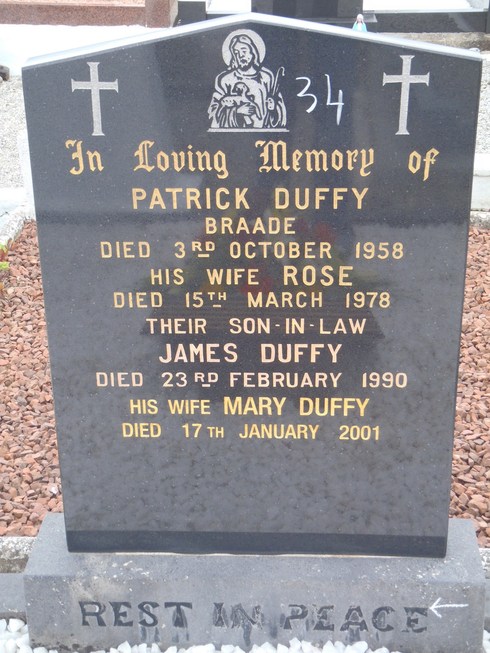 34
In Loving Memory of
PATRICK DUFFY
BRAADE
DIED 3RD OCTOBER 1958
HIS WIFE ROSE
DIED 15TH MARCH 1978
THEIR SON-IN-LAW
JAMES DUFFY
DIED 23RD FEBRUARY 1990
HIS WIFE MARY DUFFY
DIED 17TH JANUARY 2001
REST IN PEACE